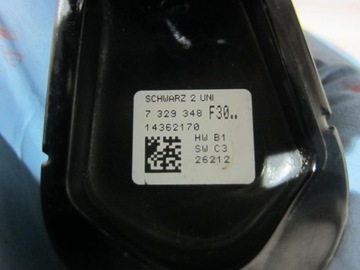 SCHWARZ 2 UNI
7 329 348 F30..
14362170
HW B1
SW C3
26212